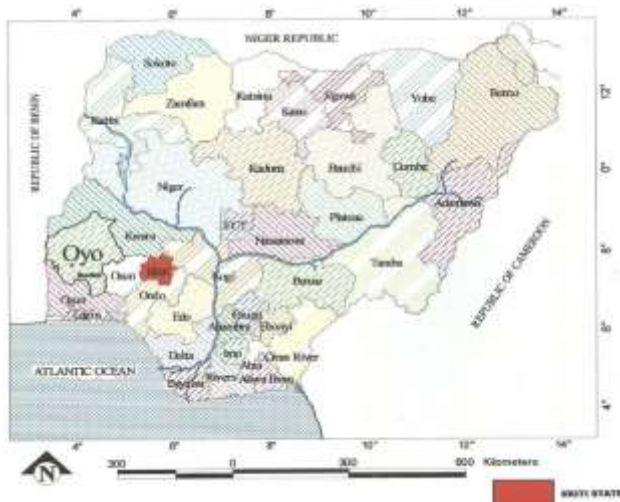 4° 6° 8° 10° 12° 14°
NIGER REPUBLIC
Sokoto
Zamfara
Katsina
Kano
Jigawa
Yobe
Borno
Kebbi
REPUBLIC OF BENIN
Kaduna
Bauchi
Gombe
Niger
Adamawa
Plateau
FCT
Kwara
Nasarawa
Oyo
Taraba
REPUBLIC OF CAMEROON
Osun
Kogi
Benue
Ondo
Ogun
Lagos
Edo
Enugu
Anambra
Ebonyi
Delta
Imo
Cross River
Abia
ATLANTIC OCEAN
Bayelsa
Rivers
Akwa Ibom
4° 6° 8° 10° 12° 14°
N
300 0 300 600 Kilometers
EKITI STATE